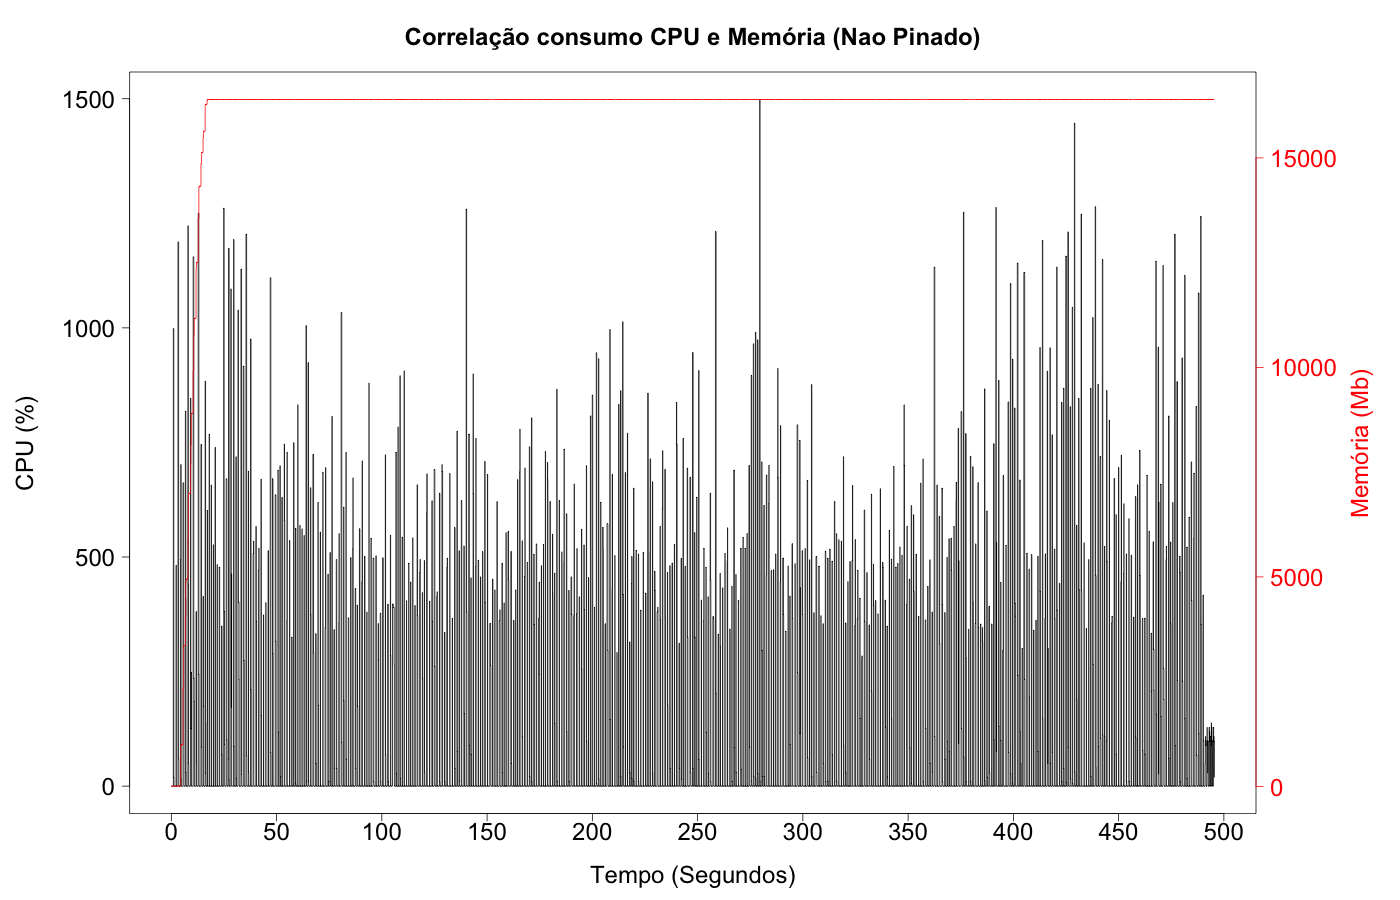 Correlação consumo CPU e Memória (Nao Pinado)
1500
1000
500
0
CPU (%)
15000
10000
5000
0
Memória (Mb)
0 50 100 150 200 250 300 350 400 450 500
Tempo (Segundos)